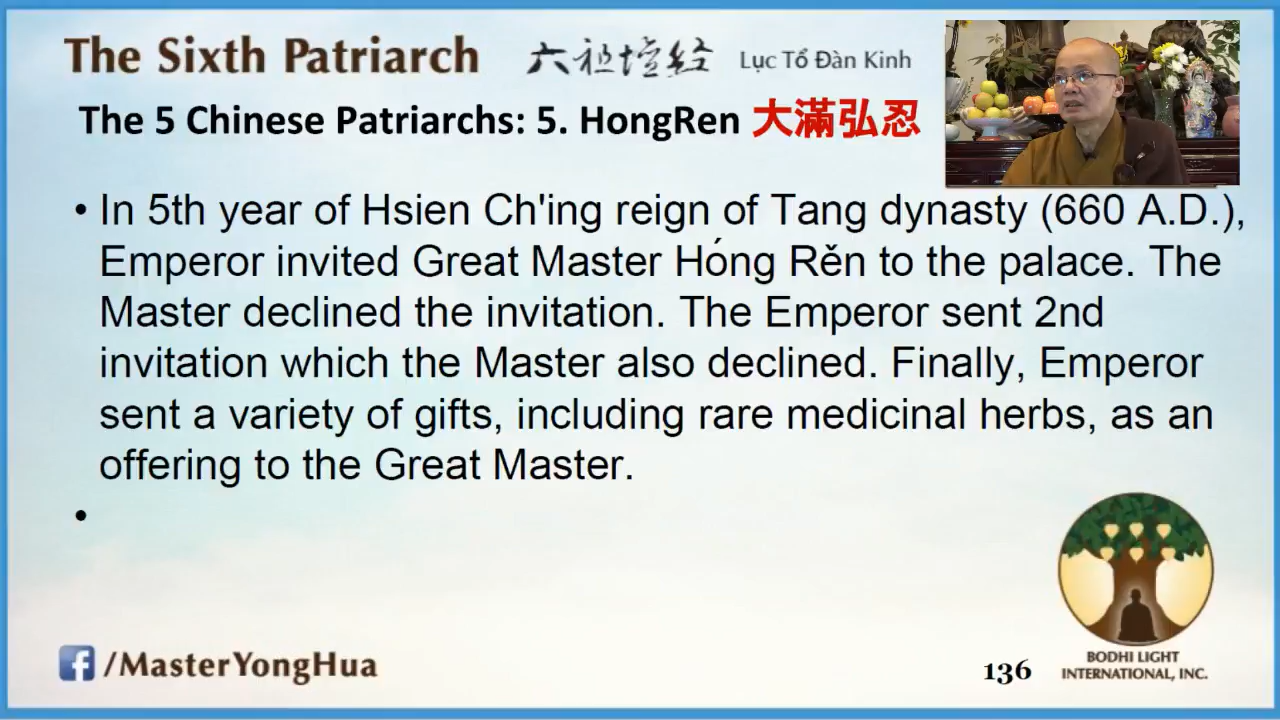 The Sixth Patriarch 六祖壇经 Lục Tổ Đàn Kinh
The 5 Chinese Patriarchs: 5. HongRen 大滿弘忍
• In 5th year of Hsien Ch'ing reign of Tang dynasty (660 A.D.),
Emperor invited Great Master Hóng Rěn to the palace. The
Master declined the invitation. The Emperor sent 2nd
invitation which the Master also declined. Finally, Emperor
sent a variety of gifts, including rare medicinal herbs, as an
offering to the Great Master.
•
f /MasterYongHua
136
BODHI LIGHT
INTERNATIONAL, INC.